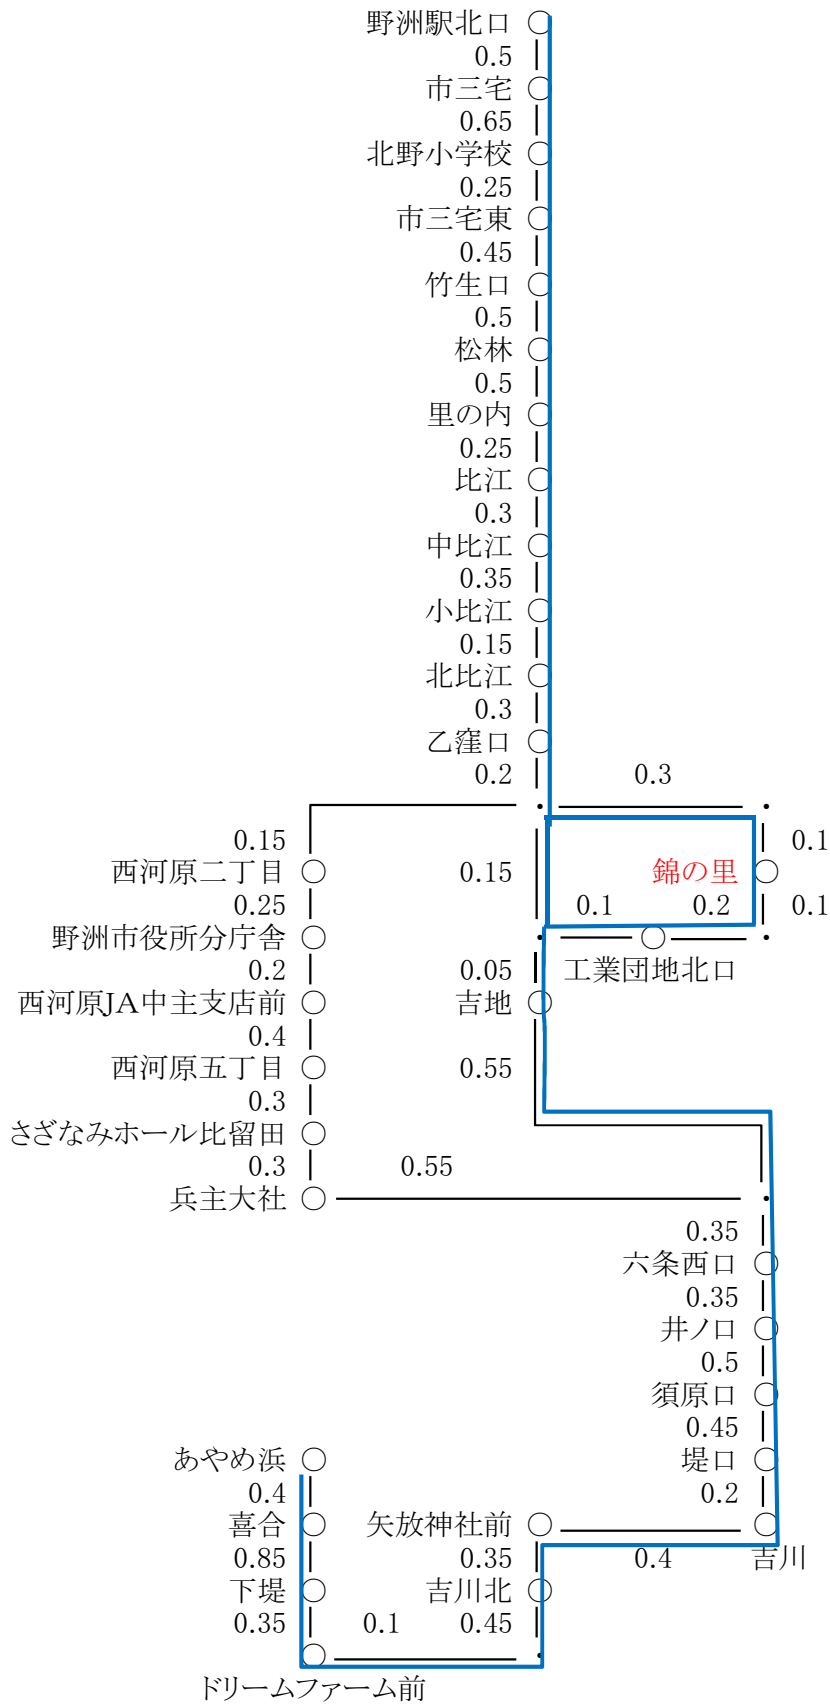 野洲駅北口
0.5
市三宅
0.65
北野小学校
0.25
市三宅東
0.45
竹生口
0.5
松林
0.5
里の内
0.25
比江
0.3
中比江
0.35
小比江
0.15
北比江
0.3
乙窪口
0.2 0.3
0.15 0.1
西河原二丁目 0.15 錦の里
0.25 0.1 0.2 0.1
野洲市役所分庁舎
0.2 0.05 工業団地北口
西河原JA中主支店前 吉地
0.4
西河原五丁目 0.55
0.3
さざなみホール比留田
0.3 0.55
兵主大社
0.35
六条西口
0.35
井ノ口
0.5
須原口
0.45
あやめ浜 堤口
0.4 0.2
喜合 矢放神社前
0.85 0.35 0.4 吉川
下堤 吉川北
0.35 0.1 0.45
ドリームファーム前